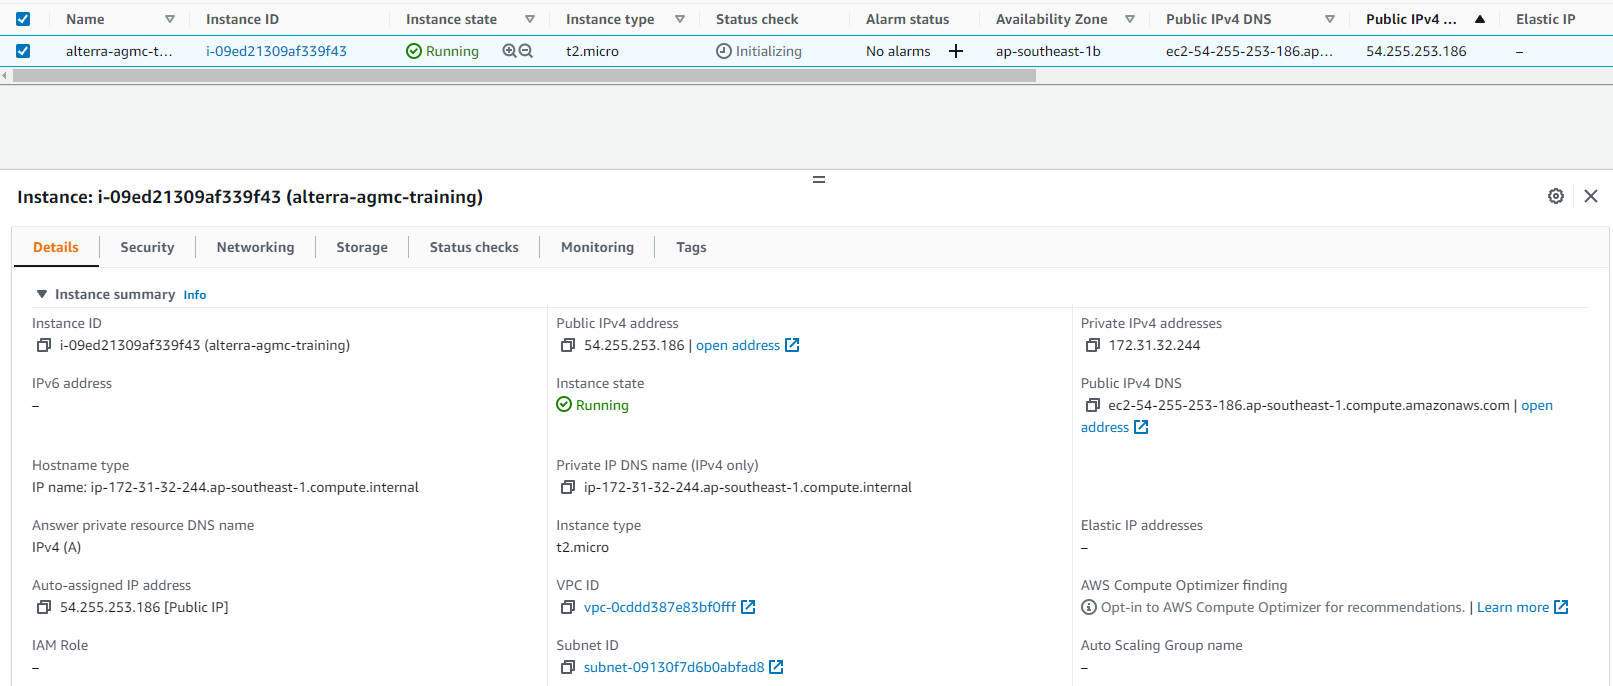 Name Instance ID Instance state Instance type Status check Alarm status Availability Zone Public IPv4 DNS Public IPv4 ... Elastic IP
alterra-agmc-t... i-09ed21309af339f43 Running t2.micro Initializing No alarms + ap-southeast-1b ec2-54-255-253-186.ap... 54.255.253.186 –
Instance: i-09ed21309af339f43 (alterra-agmc-training)
Details Security Networking Storage Status checks Monitoring Tags
Instance summary Info
Instance ID Public IPv4 address Private IPv4 addresses
i-09ed21309af339f43 (alterra-agmc-training) 54.255.253.186 | open address 172.31.32.244
IPv6 address Instance state Public IPv4 DNS
– Running ec2-54-255-253-186.ap-southeast-1.compute.amazonaws.com | open
address
Hostname type Private IP DNS name (IPv4 only)
IP name: ip-172-31-32-244.ap-southeast-1.compute.internal ip-172-31-32-244.ap-southeast-1.compute.internal
Answer private resource DNS name Instance type Elastic IP addresses
IPv4 (A) t2.micro –
Auto-assigned IP address VPC ID AWS Compute Optimizer finding
54.255.253.186 [Public IP] vpc-0cddd387e83bf0fff Opt-in to AWS Compute Optimizer for recommendations. | Learn more
IAM Role Subnet ID Auto Scaling Group name
– subnet-09130f7d6b0abfad8 –